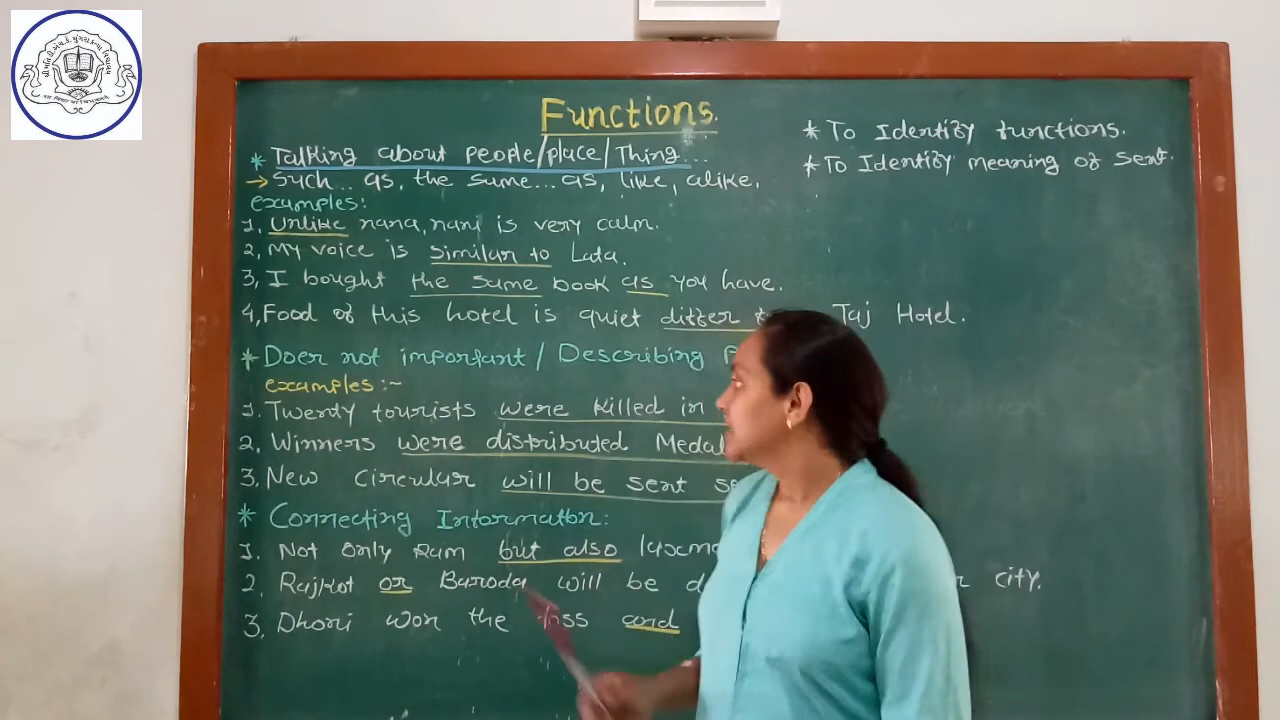 Functions.
* Talking about people/place/Thing...
→ Such... as, the same... as, like, alike.
examples:
1, Unlike nana, nani is very calm.
2, My voice is similar to Lata.
3, I bought the same book as you have.
4, Food of this hotel is quiet differ Taj Hotel.
* Doer not important / Describing
examples :-
1. Twenty tourists were killed in
2. Winners were distributed Medal
3. New circular will be sent
* Connecting Information:
1. Not only Ram but also
2. Rajkot or Baroda will be city.
3, Dhoni won the toss and
* To Identify functions.
* To Identify meaning of sent.